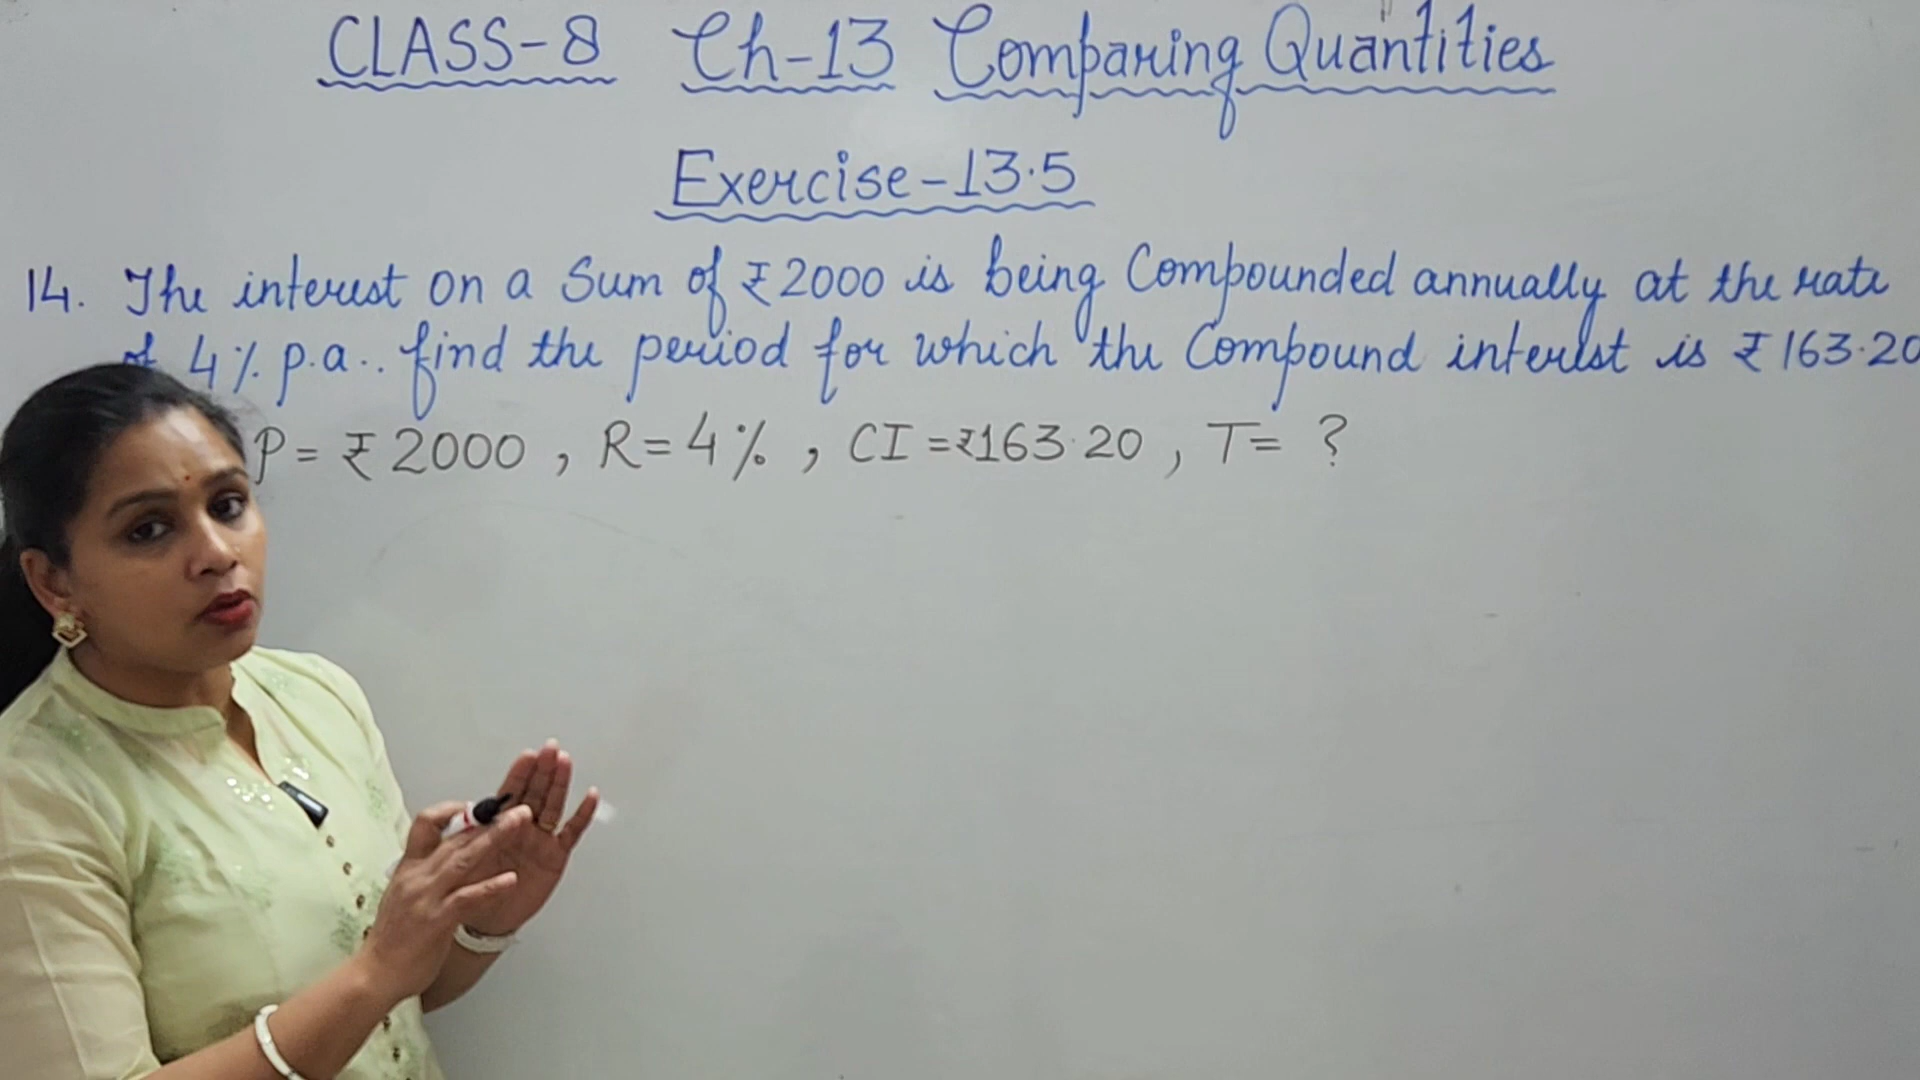 CLASS-8 Ch-13 Comparing Quantities
Exercise-13.5
14. The interest on a Sum of ₹2000 is being Compounded annually at the rate
of 4% p.a.. find the period for which the Compound interest is ₹163.20
P = ₹2000 , R=4% , CI=₹163.20 , T= ?